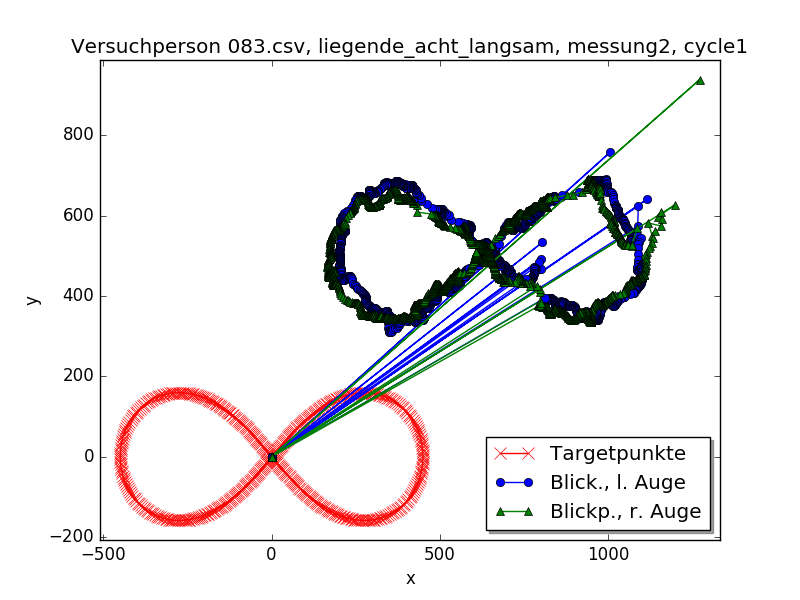 Versuchperson 083.csv, liegende_acht_langsam, messung2, cycle1
800
600
400
200
0
−200
y
−500
0
500
1000
x
Targetpunkte
Blick., l. Auge
Blickp., r. Auge